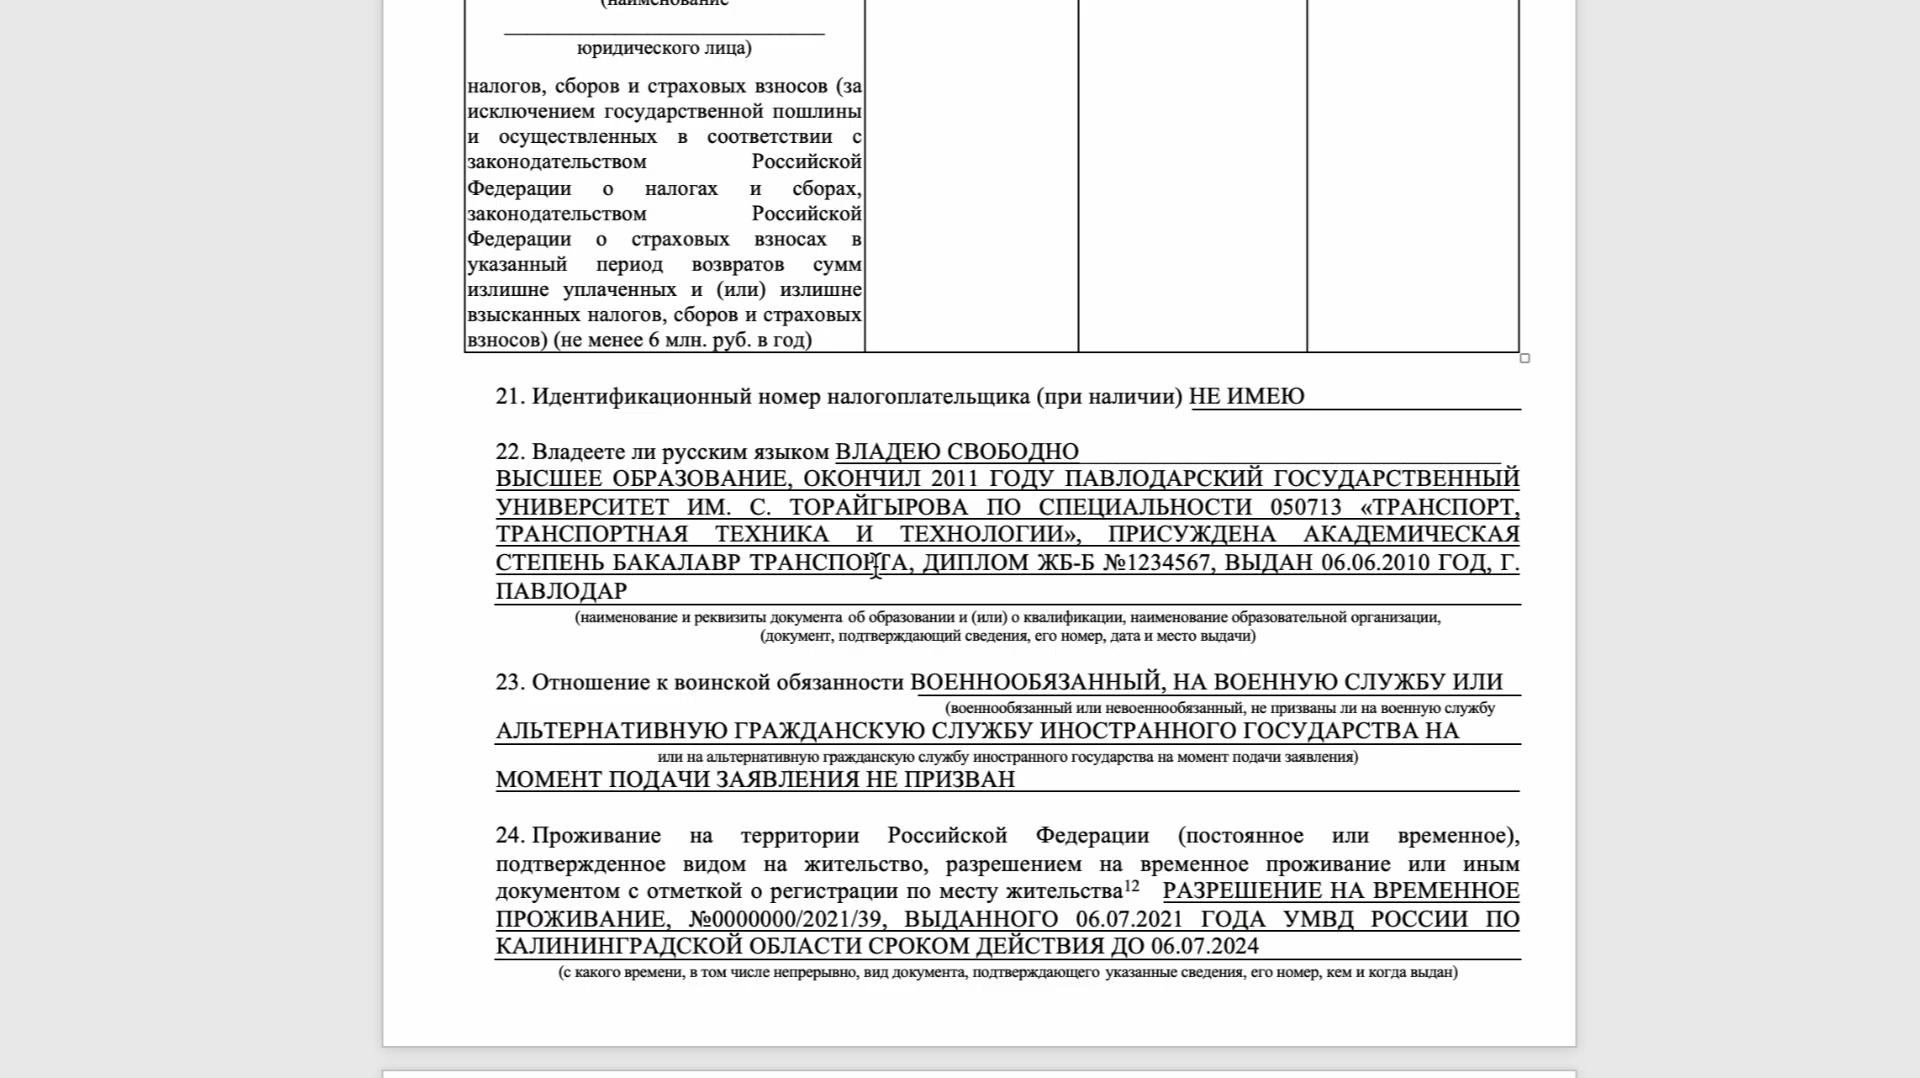 (наименование
юридического лица)
налогов, сборов и страховых взносов (за
исключением государственной пошлины
и осуществленных в соответствии с
законодательством Российской
Федерации о налогах и сборах,
законодательством Российской
Федерации о страховых взносах в
указанный период возвратов сумм
излишне уплаченных и (или) излишне
взысканных налогов, сборов и страховых
взносов) (не менее 6 млн. руб. в год)
21. Идентификационный номер налогоплательщика (при наличии) НЕ ИМЕЮ
22. Владеете ли русским языком ВЛАДЕЮ СВОБОДНО
ВЫСШЕЕ ОБРАЗОВАНИЕ, ОКОНЧИЛ 2011 ГОДУ ПАВЛОДАРСКИЙ ГОСУДАРСТВЕННЫЙ
УНИВЕРСИТЕТ ИМ. С. ТОРАЙГЫРОВА ПО СПЕЦИАЛЬНОСТИ 050713 «ТРАНСПОРТ,
ТРАНСПОРТНАЯ ТЕХНИКА И ТЕХНОЛОГИИ», ПРИСУЖДЕНА АКАДЕМИЧЕСКАЯ
СТЕПЕНЬ БАКАЛАВР ТРАНСПОРТА, ДИПЛОМ ЖБ-Б №1234567, ВЫДАН 06.06.2010 ГОД, Г.
ПАВЛОДАР
(наименование и реквизиты документа об образовании и (или) о квалификации, наименование образовательной организации,
(документ, подтверждающий сведения, его номер, дата и место выдачи)
23. Отношение к воинской обязанности ВОЕННООБЯЗАННЫЙ, НА ВОЕННУЮ СЛУЖБУ ИЛИ
(военнообязанный или невоеннообязанный, не призваны ли на военную службу
АЛЬТЕРНАТИВНУЮ ГРАЖДАНСКУЮ СЛУЖБУ ИНОСТРАННОГО ГОСУДАРСТВА НА
или на альтернативную гражданскую службу иностранного государства на момент подачи заявления)
МОМЕНТ ПОДАЧИ ЗАЯВЛЕНИЯ НЕ ПРИЗВАН
24. Проживание на территории Российской Федерации (постоянное или временное),
подтвержденное видом на жительство, разрешением на временное проживание или иным
документом с отметкой о регистрации по месту жительства¹² РАЗРЕШЕНИЕ НА ВРЕМЕННОЕ
ПРОЖИВАНИЕ, №0000000/2021/39, ВЫДАННОГО 06.07.2021 ГОДА УМВД РОССИИ ПО
КАЛИНИНГРАДСКОЙ ОБЛАСТИ СРОКОМ ДЕЙСТВИЯ ДО 06.07.2024
(с какого времени, в том числе непрерывно, вид документа, подтверждающего указанные сведения, его номер, кем и когда выдан)